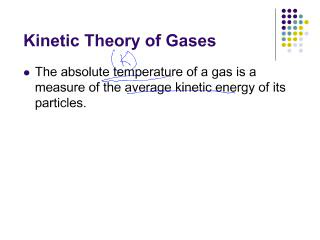 Kinetic Theory of Gases
(K)
The absolute temperature of a gas is a
measure of the average kinetic energy of its
particles.